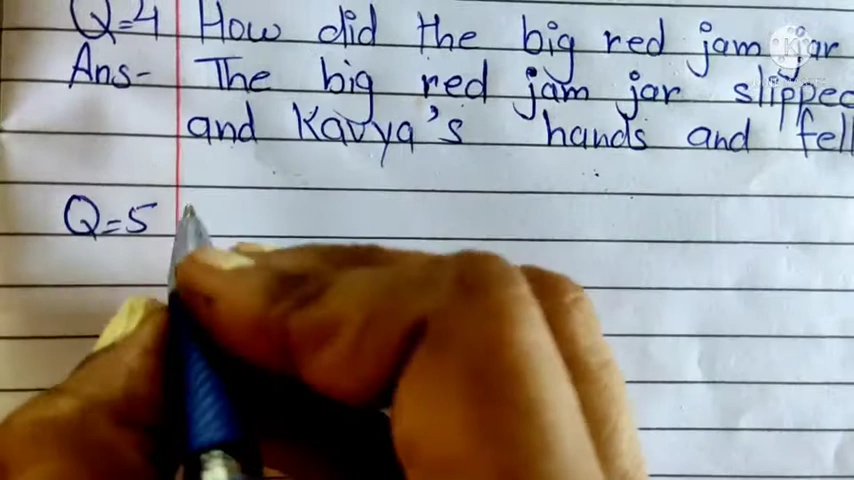 Q=4 How did the big red jam jar
Ans- The big red jam jar slipped
and Kavya's hands and fell
Q=5